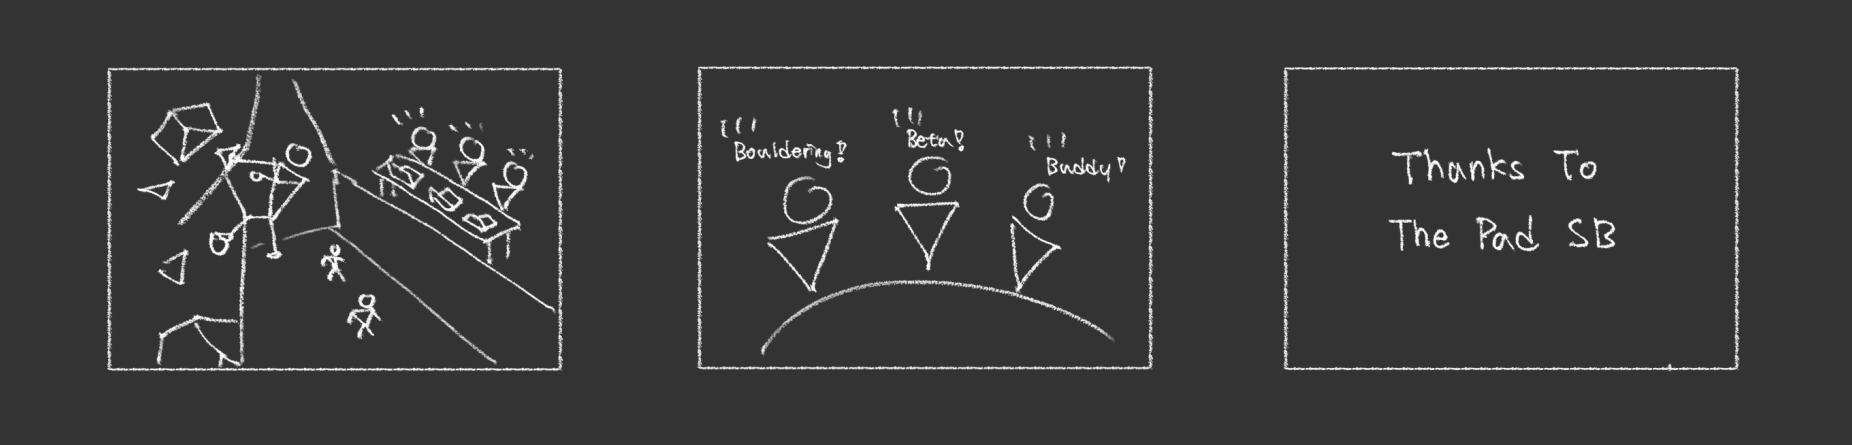 Bouldering!
Beta!
Buddy!
Thanks To
The Pad SB